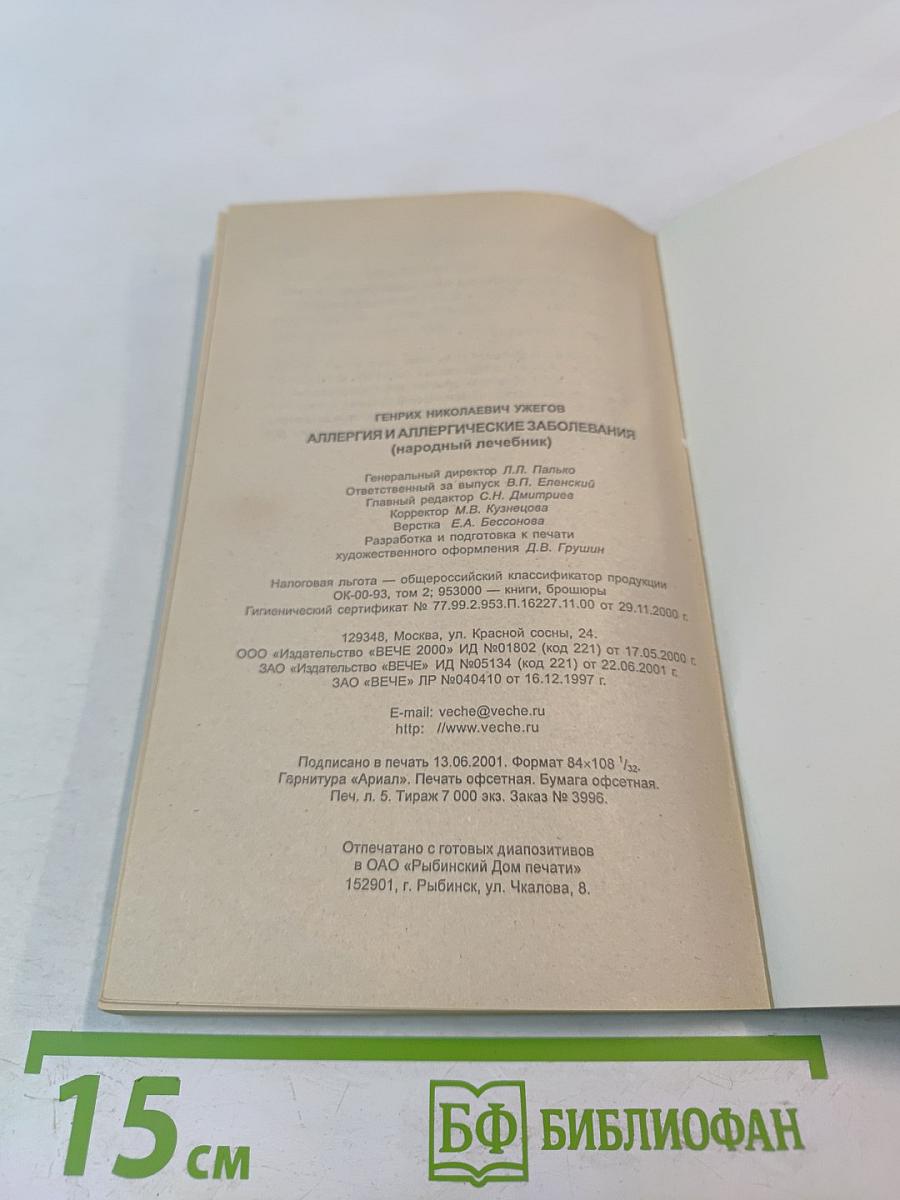 ГЕНРИХ НИКОЛАЕВИЧ УЖЕГОВ
АЛЛЕРГИЯ И АЛЛЕРГИЧЕСКИЕ ЗАБОЛЕВАНИЯ
(народный лечебник)
Генеральный директор Л.Л. Палько
Ответственный за выпуск В.П. Еленский
Главный редактор С.Н. Дмитриев
Корректор М.В. Кузнецова
Верстка Е.А. Бессонова
Разработка и подготовка к печати
художественного оформления Д.В. Грушин
Налоговая льгота — общероссийский классификатор продукции
ОК-00-93, том 2; 953000 — книги, брошюры
Гигиенический сертификат № 77.99.2.953.П.16227.11.00 от 29.11.2000 г.
129348, Москва, ул. Красной сосны, 24.
ООО «Издательство «ВЕЧЕ 2000» ИД №01802 (код 221) от 17.05.2000 г.
ЗАО «Издательство «ВЕЧЕ» ИД №05134 (код 221) от 22.06.2001 г.
ЗАО «ВЕЧЕ» ЛР №040410 от 16.12.1997 г.
E-mail: veche@veche.ru
http: //www.veche.ru
Подписано в печать 13.06.2001. Формат 84×108 1/32.
Гарнитура «Ариал». Печать офсетная. Бумага офсетная.
Печ. л. 5. Тираж 7 000 экз. Заказ № 3996.
Отпечатано с готовых диапозитивов
в ОАО «Рыбинский Дом печати»
152901, г. Рыбинск, ул. Чкалова, 8.
15 см
БФ БИБЛИОФАН